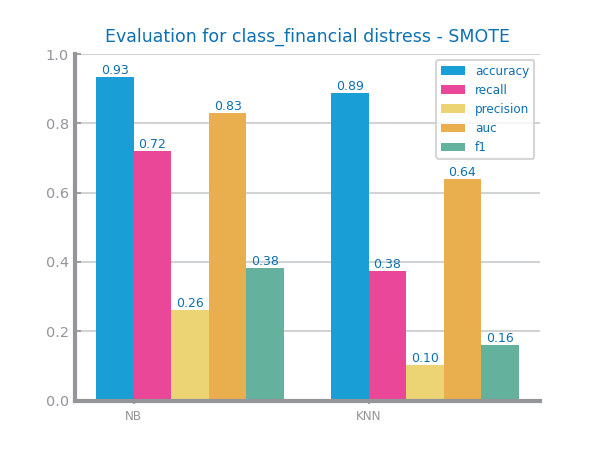 Evaluation for class_financial distress - SMOTE
1.0
0.8
0.6
0.4
0.2
0.0
0.93
0.72
0.26
0.83
0.38
0.89
0.38
0.10
0.64
0.16
accuracy
recall
precision
auc
f1
NB
KNN